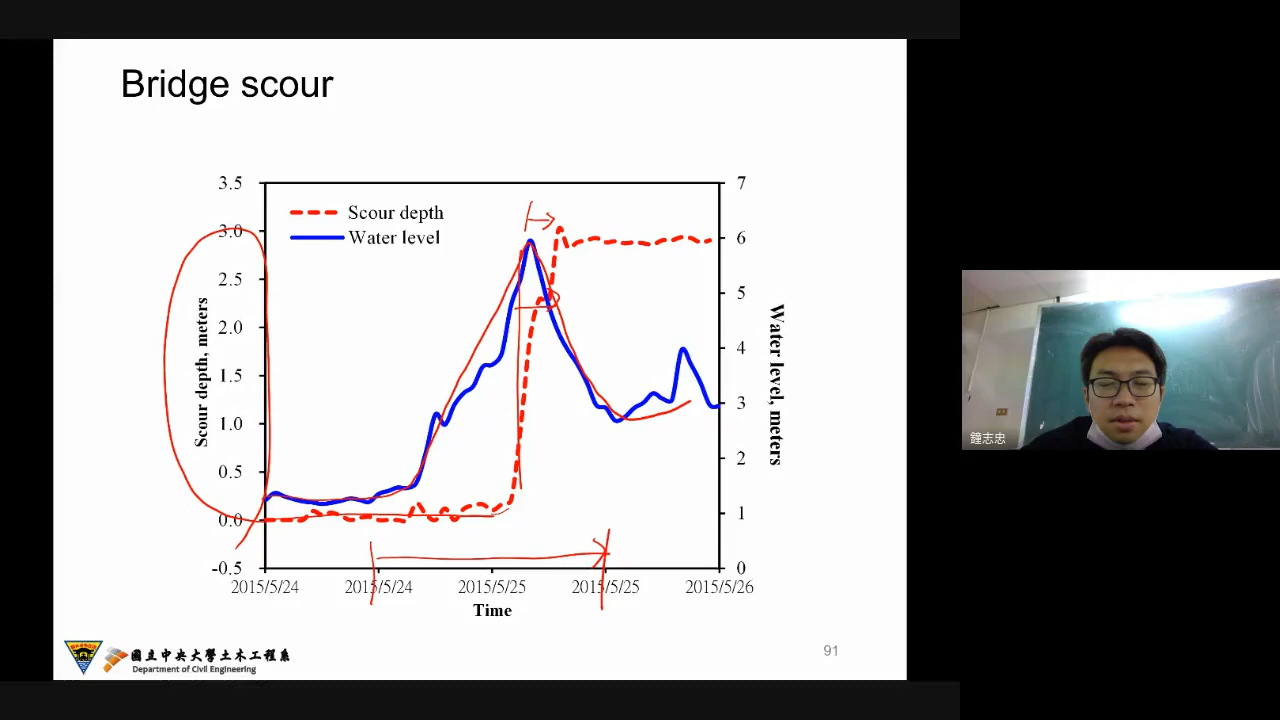 Bridge scour
3.5
3.0
2.5
2.0
1.5
1.0
0.5
0.0
-0.5
Scour depth, meters
Scour depth
Water level
7
6
5
4
3
2
1
0
Water level, meters
2015/5/24
2015/5/24
2015/5/25
2015/5/25
2015/5/26
Time
國立中央大學土木工程系
Department of Civil Engineering
91
鐘志忠